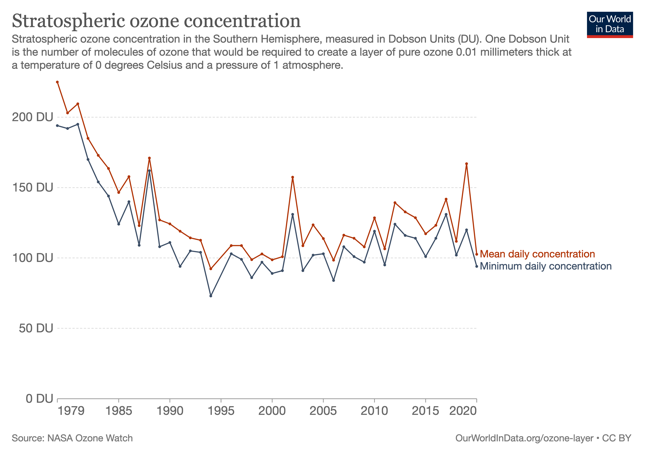 Stratospheric ozone concentration
Our World
in Data
Stratospheric ozone concentration in the Southern Hemisphere, measured in Dobson Units (DU). One Dobson Unit
is the number of molecules of ozone that would be required to create a layer of pure ozone 0.01 millimeters thick at
a temperature of 0 degrees Celsius and a pressure of 1 atmosphere.
200 DU
150 DU
100 DU
50 DU
0 DU
Mean daily concentration
Minimum daily concentration
1979 1985 1990 1995 2000 2005 2010 2015 2020
Source: NASA Ozone Watch
OurWorldInData.org/ozone-layer • CC BY